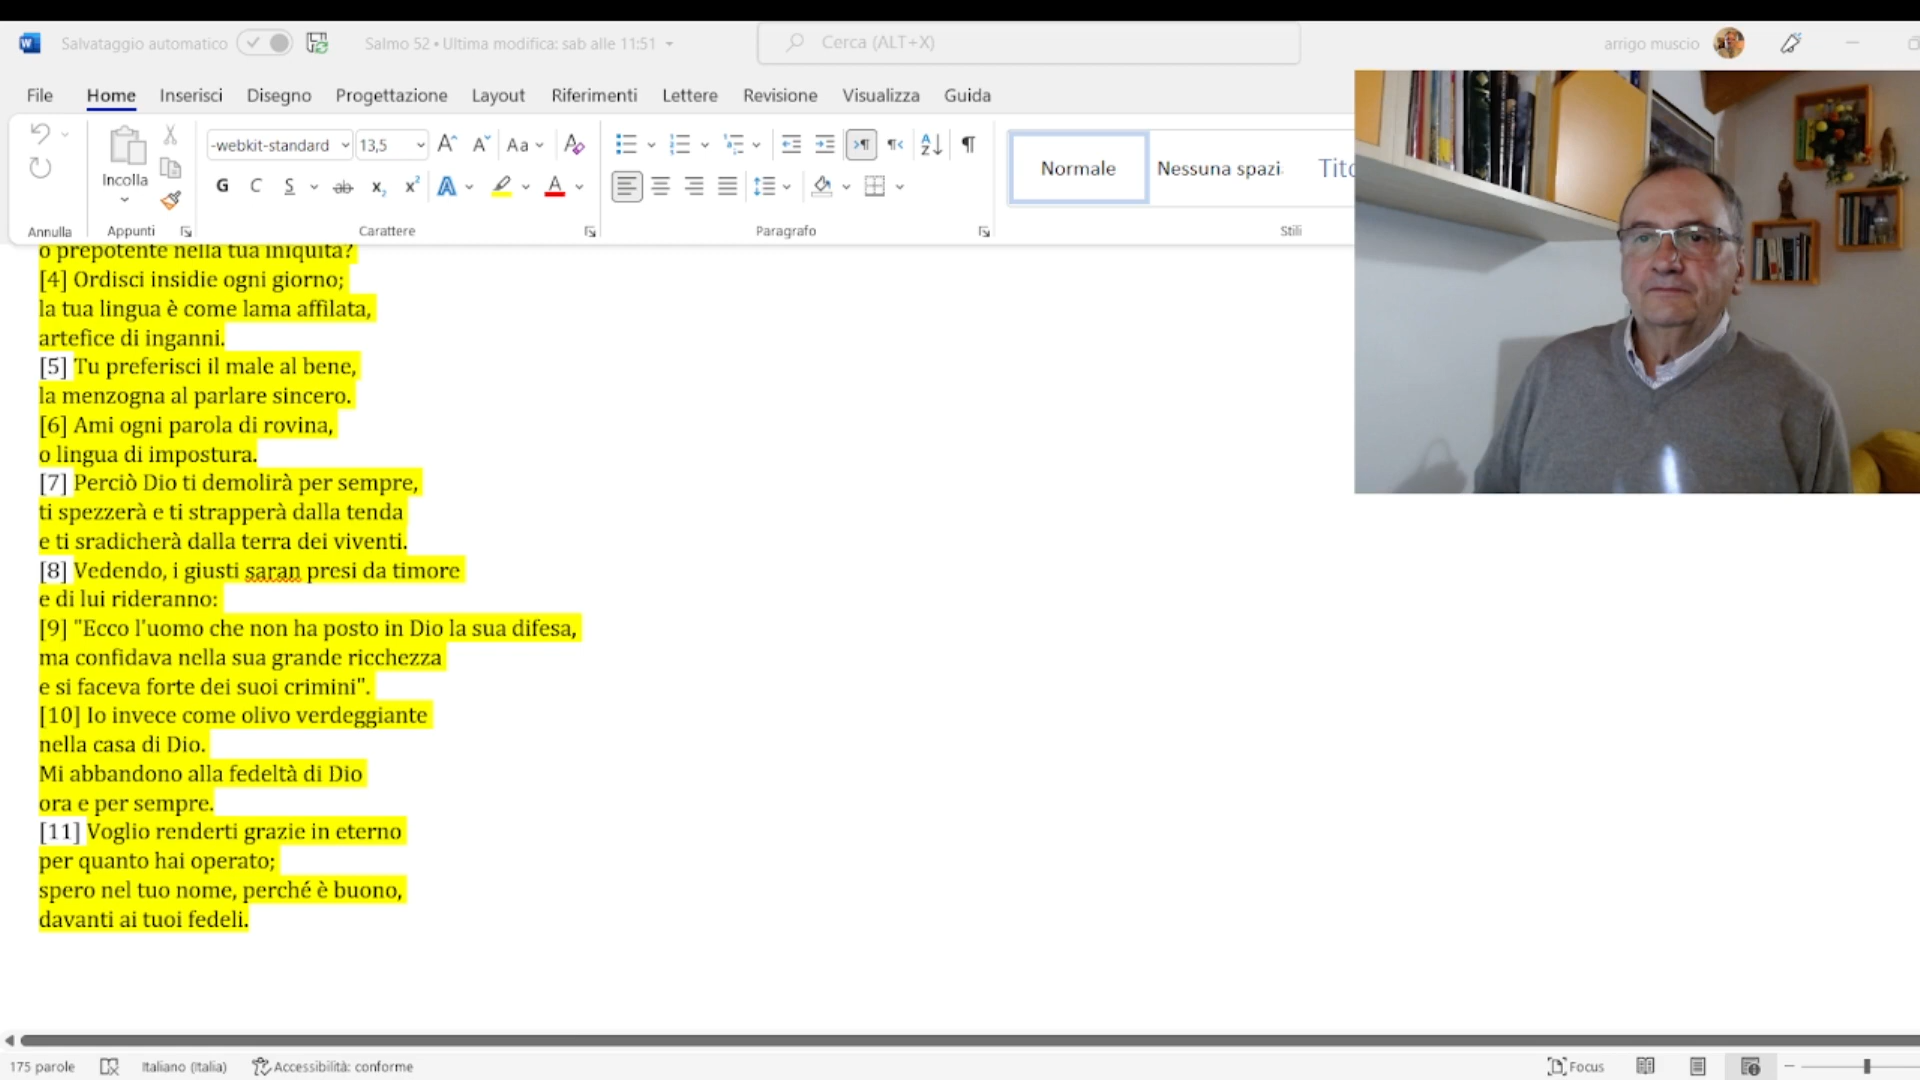 Salvataggio automatico
Salmo 52 • Ultima modifica: sab alle 11:51
Cerca (ALT+X)
arrigo muscio
File
Home
Inserisci
Disegno
Progettazione
Layout
Riferimenti
Lettere
Revisione
Visualizza
Guida
Incolla
-webkit-standard
13,5
Normale
Nessuna spazi
Annulla
Appunti
Carattere
Paragrafo
Stili
o prepotente nella tua iniquità?
[4] Ordisci insidie ogni giorno;
la tua lingua è come lama affilata,
artefice di inganni.
[5] Tu preferisci il male al bene,
la menzogna al parlare sincero.
[6] Ami ogni parola di rovina,
o lingua di impostura.
[7] Perciò Dio ti demolirà per sempre,
ti spezzerà e ti strapperà dalla tenda
e ti sradicherà dalla terra dei viventi.
[8] Vedendo, i giusti saran presi da timore
e di lui rideranno:
[9] "Ecco l'uomo che non ha posto in Dio la sua difesa,
ma confidava nella sua grande ricchezza
e si faceva forte dei suoi crimini".
[10] Io invece come olivo verdeggiante
nella casa di Dio.
Mi abbandono alla fedeltà di Dio
ora e per sempre.
[11] Voglio renderti grazie in eterno
per quanto hai operato;
spero nel tuo nome, perché è buono,
davanti ai tuoi fedeli.
175 parole
Italiano (Italia)
Accessibilità: conforme
Focus